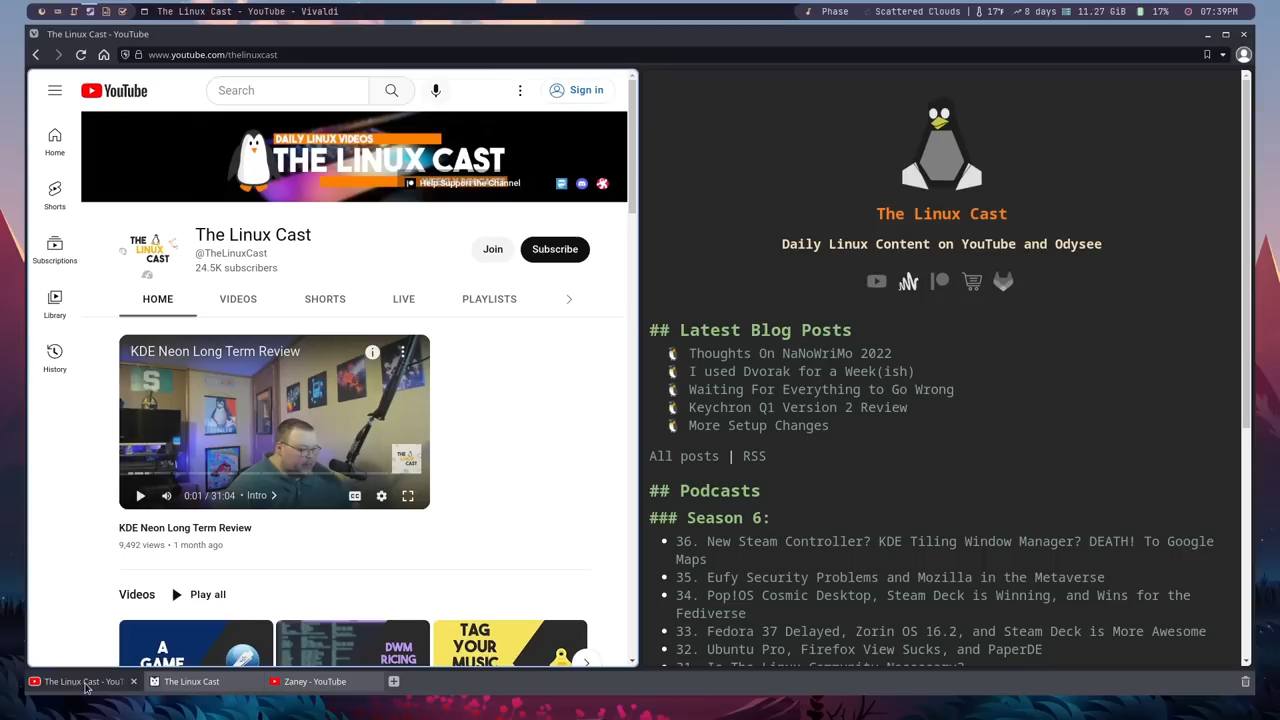 The Linux Cast - YouTube - Vivaldi
Phase
Scattered Clouds
17°F
8 days
11.27 GiB
17%
07:39PM
The Linux Cast - YouTube
www.youtube.com/thelinuxcast
YouTube
Search
Sign in
Home
Shorts
Subscriptions
Library
History
DAILY LINUX VIDEOS
THE LINUX CAST
Help Support the Channel
THE
LINUX
CAST
The Linux Cast
@TheLinuxCast
24.5K subscribers
Join
Subscribe
HOME
VIDEOS
SHORTS
LIVE
PLAYLISTS
KDE Neon Long Term Review
0:01 / 31:04 • Intro
KDE Neon Long Term Review
9,492 views • 1 month ago
Videos
Play all
A
GAME
DWM
RICING
TAG
YOUR
MUSIC
The Linux Cast
Daily Linux Content on YouTube and Odysee
## Latest Blog Posts
Thoughts On NaNoWriMo 2022
I used Dvorak for a Week(ish)
Waiting For Everything to Go Wrong
Keychron Q1 Version 2 Review
More Setup Changes
All posts | RSS
## Podcasts
### Season 6:
36. New Steam Controller? KDE Tiling Window Manager? DEATH! To Google
Maps
35. Eufy Security Problems and Mozilla in the Metaverse
34. Pop!OS Cosmic Desktop, Steam Deck is Winning, and Wins for the
Fediverse
33. Fedora 37 Delayed, Zorin OS 16.2, and Steam Deck is More Awesome
32. Ubuntu Pro, Firefox View Sucks, and PaperDE
31. Is The Linux Community Necessary?
The Linux Cast - YouT
The Linux Cast
Zaney - YouTube